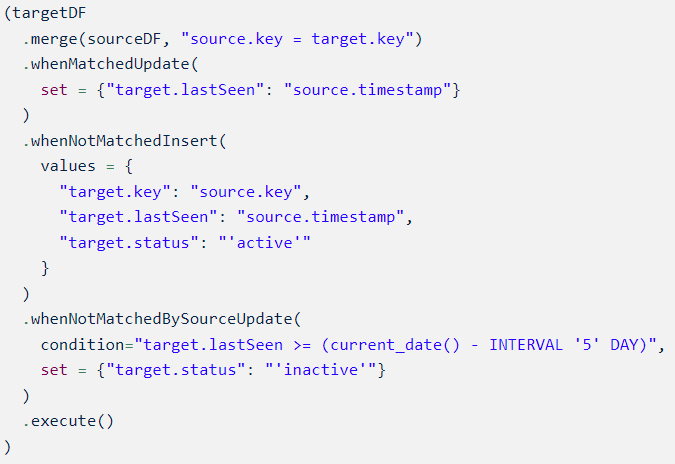 (targetDF
  .merge(sourceDF, "source.key = target.key")
  .whenMatchedUpdate(
    set = {"target.lastSeen": "source.timestamp"}
  )
  .whenNotMatchedInsert(
    values = {
      "target.key": "source.key",
      "target.lastSeen": "source.timestamp",
      "target.status": "'active'"
    }
  )
  .whenNotMatchedBySourceUpdate(
    condition="target.lastSeen >= (current_date() - INTERVAL '5' DAY)",
    set = {"target.status": "'inactive'"}
  )
  .execute()
)